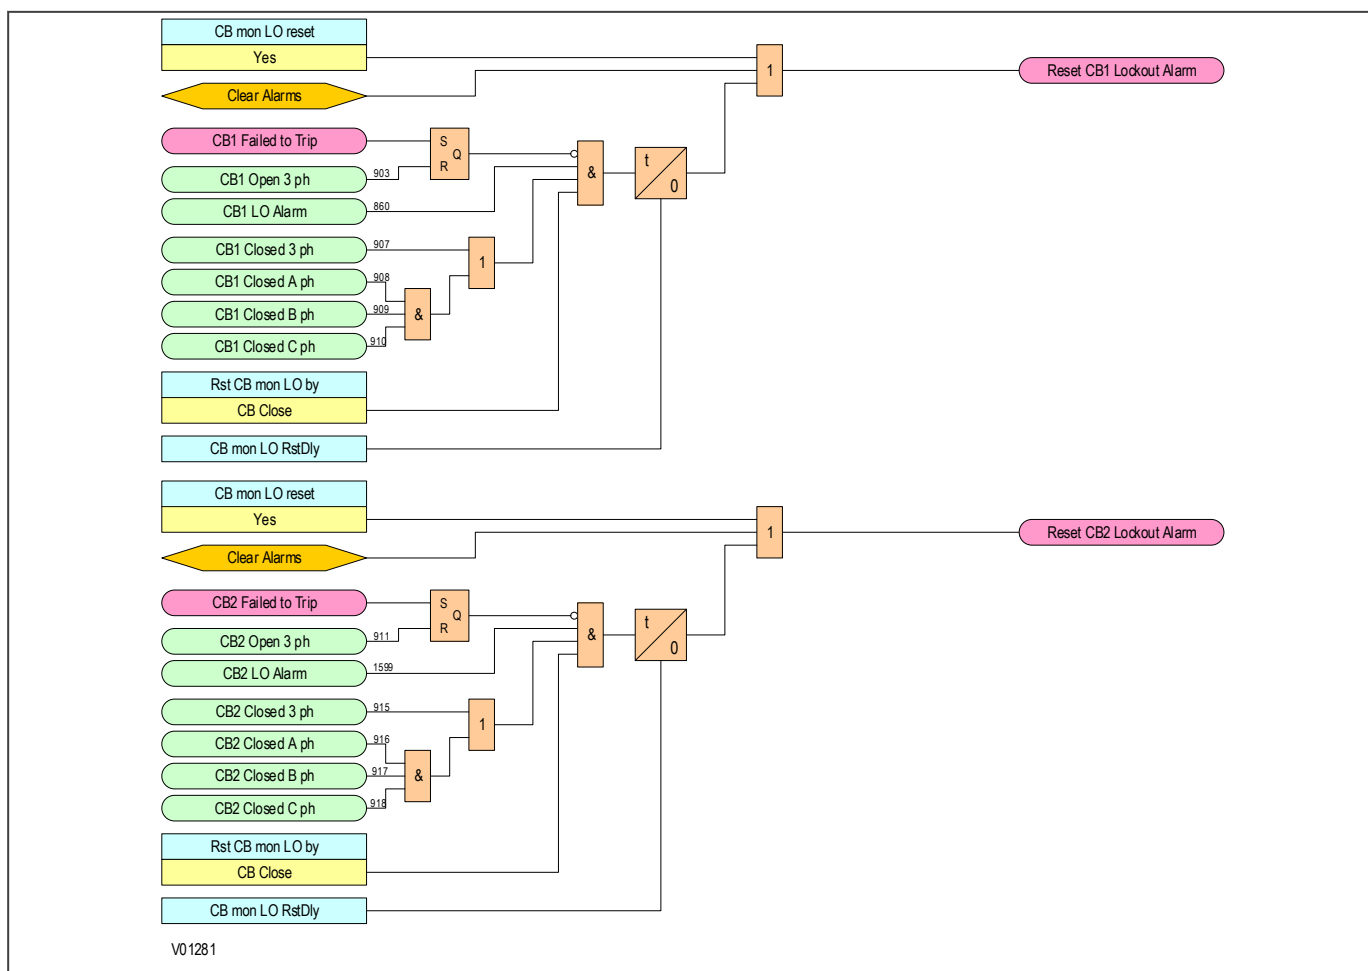 CB mon LO reset
Yes
1
Reset CB1 Lockout Alarm
Clear Alarms
CB1 Failed to Trip
S
Q
R
CB1 Open 3 ph
903
&
t
0
CB1 LO Alarm
860
CB1 Closed 3 ph
907
1
CB1 Closed A ph
908
CB1 Closed B ph
909
&
CB1 Closed C ph
910
Rst CB mon LO by
CB Close
CB mon LO RstDly
CB mon LO reset
Yes
1
Reset CB2 Lockout Alarm
Clear Alarms
CB2 Failed to Trip
S
Q
R
CB2 Open 3 ph
911
&
t
0
CB2 LO Alarm
1599
CB2 Closed 3 ph
915
1
CB2 Closed A ph
916
CB2 Closed B ph
917
&
CB2 Closed C ph
918
Rst CB mon LO by
CB Close
CB mon LO RstDly
V01281